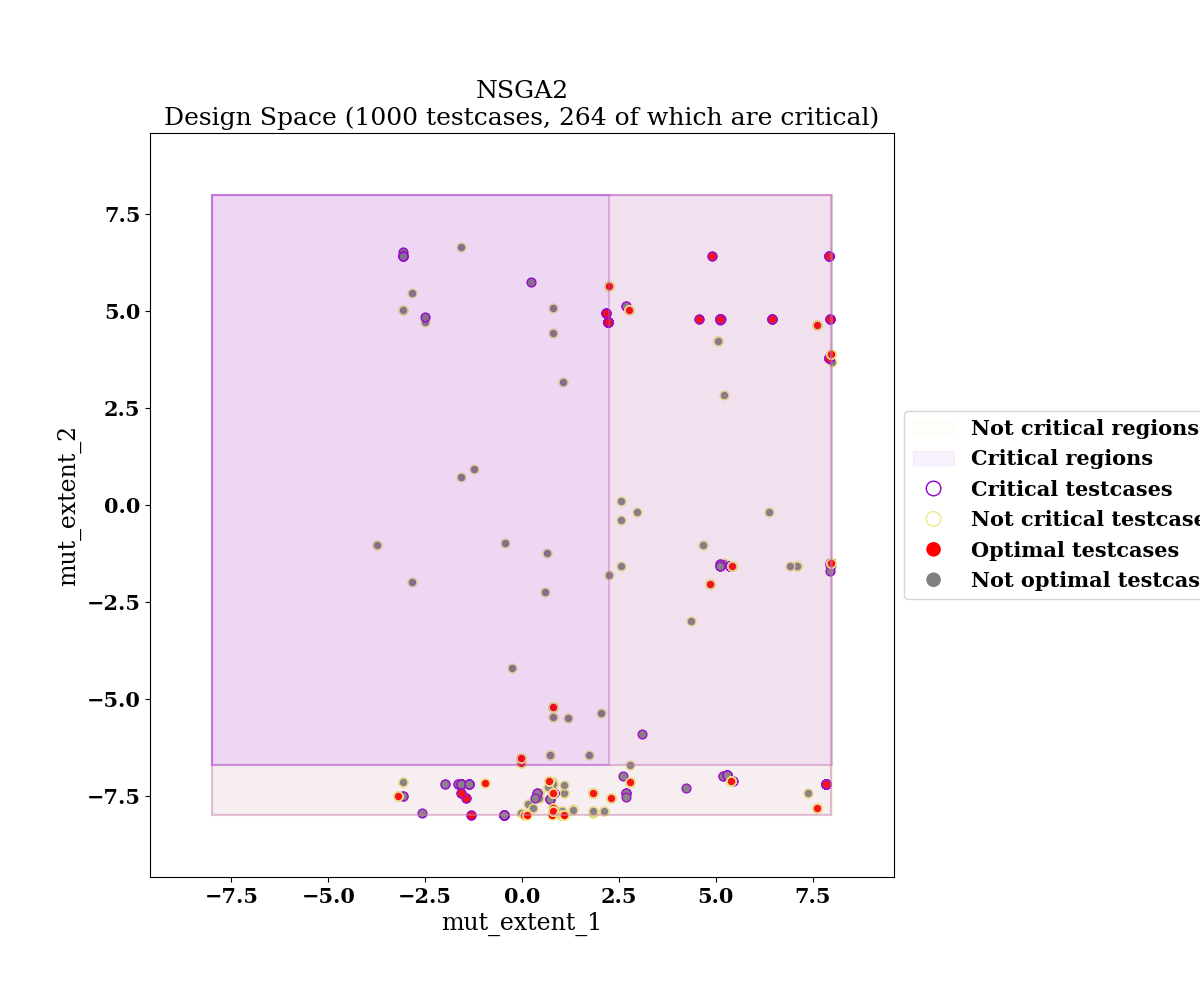 NSGA2
Design Space (1000 testcases, 264 of which are critical)
mut_extent_2
7.5
5.0
2.5
0.0
−2.5
−5.0
−7.5
−7.5 −5.0 −2.5 0.0 2.5 5.0 7.5
mut_extent_1
Not critical regions
Critical regions
Critical testcases
Not critical testcase
Optimal testcases
Not optimal testcas